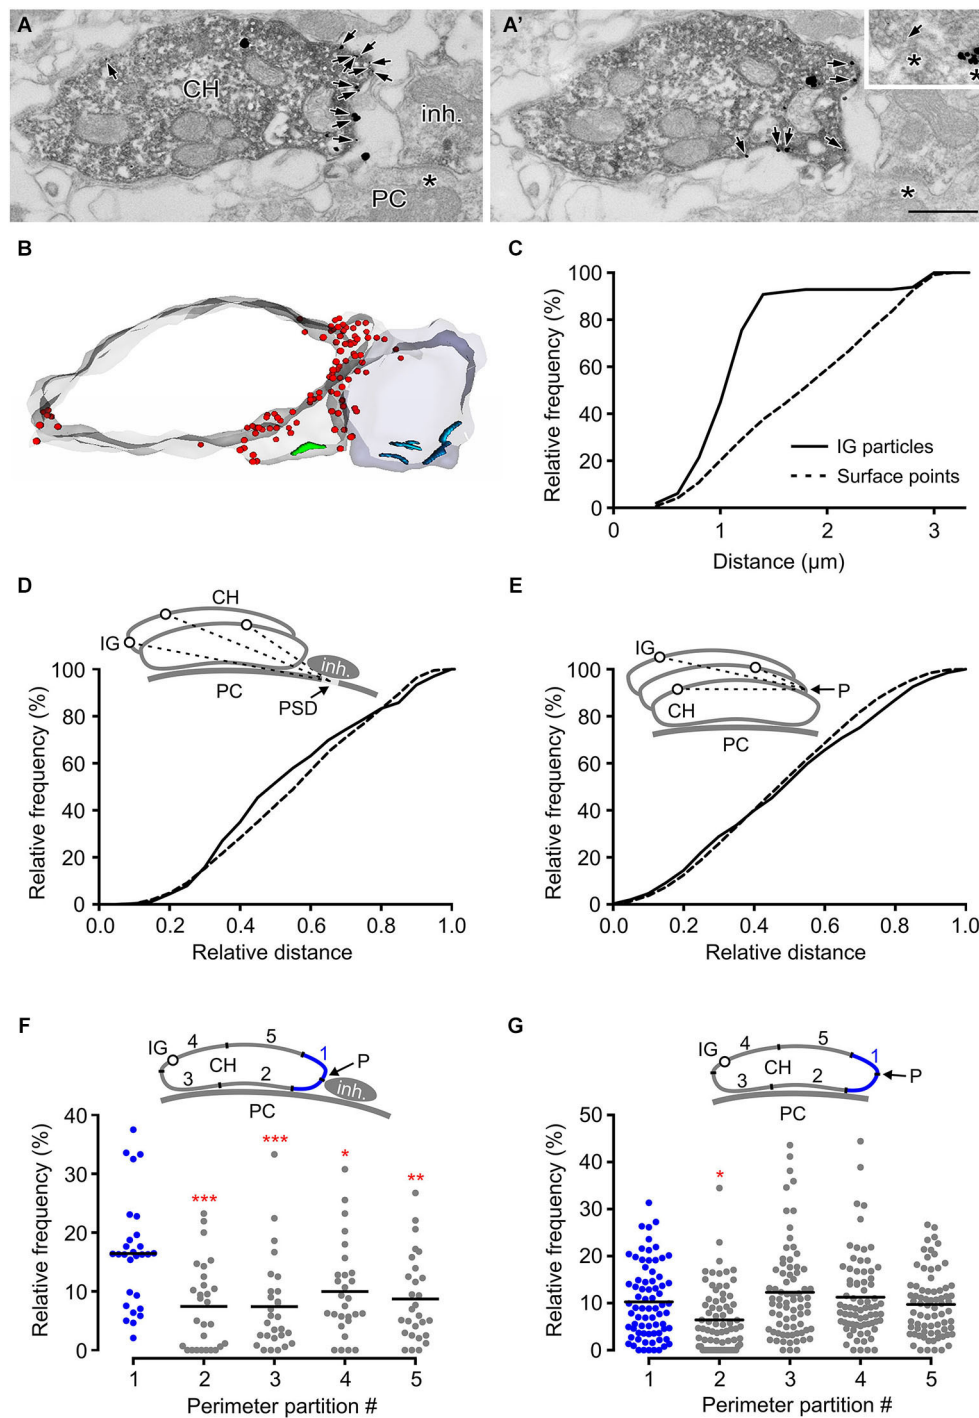 A
CH
inh.
*
PC
A'
*
*
*
B
C
Relative frequency (%)
100
80
60
40
20
0
IG particles
Surface points
0 1 2 3
Distance (µm)
D
CH
IG
inh.
PC
PSD
Relative frequency (%)
100
80
60
40
20
0
0.0 0.2 0.4 0.6 0.8 1.0
Relative distance
E
IG
P
CH
PC
Relative frequency (%)
100
80
60
40
20
0
0.0 0.2 0.4 0.6 0.8 1.0
Relative distance
F
4 5
IG 1
CH P
3 2
inh.
PC
Relative frequency (%)
40
30
20
10
0
*** *** * **
1 2 3 4 5
Perimeter partition #
G
4 5
IG 1
CH P
3 2
PC
Relative frequency (%)
50
40
30
20
10
0
*
1 2 3 4 5
Perimeter partition #